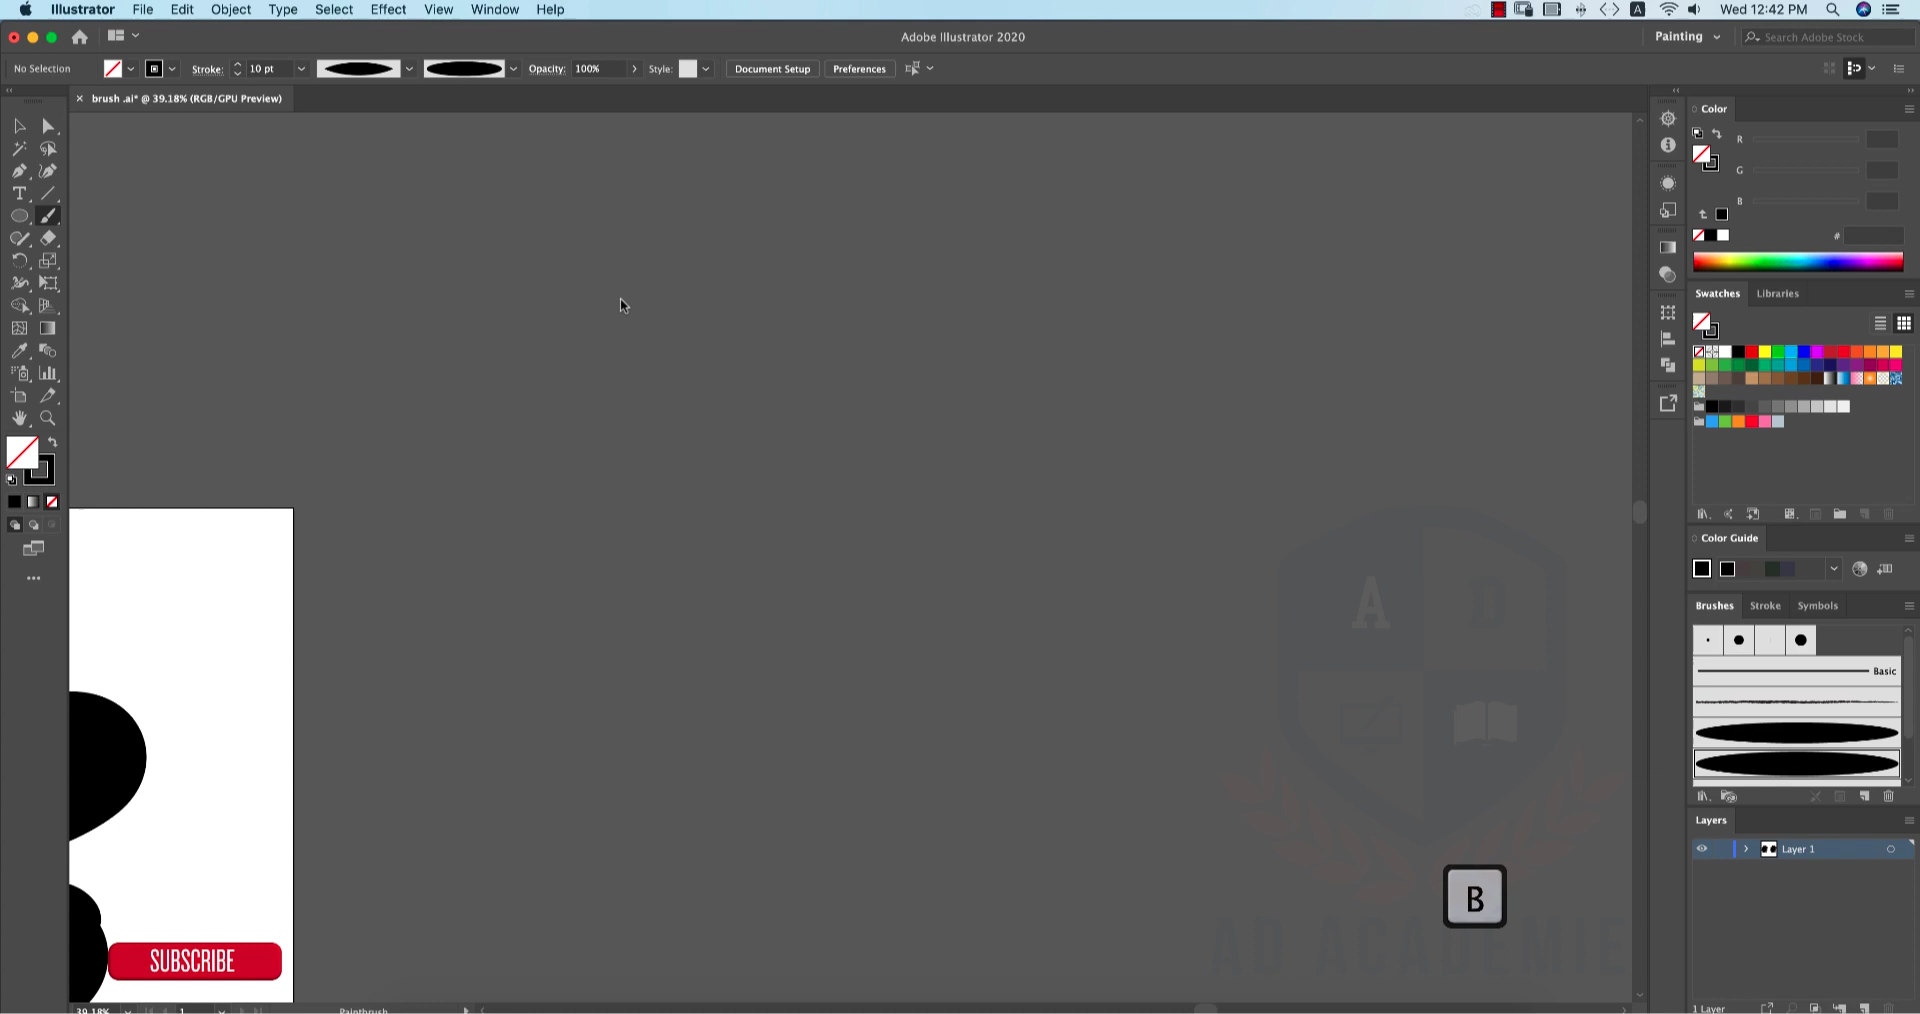 Illustrator File Edit Object Type Select Effect View Window Help
A Wed 12:42 PM
Adobe Illustrator 2020
Painting
Search Adobe Stock
No Selection Stroke: 10 pt Opacity: 100% Style: Document Setup Preferences
brush .ai* @ 39.18% (RGB/GPU Preview)
Color
R
G
B
#
Swatches Libraries
Color Guide
Brushes Stroke Symbols
Basic
Layers
Layer 1
A D
B
AD ACADEMIE
SUBSCRIBE
39.18% 1 Paintbrush
1 Layer